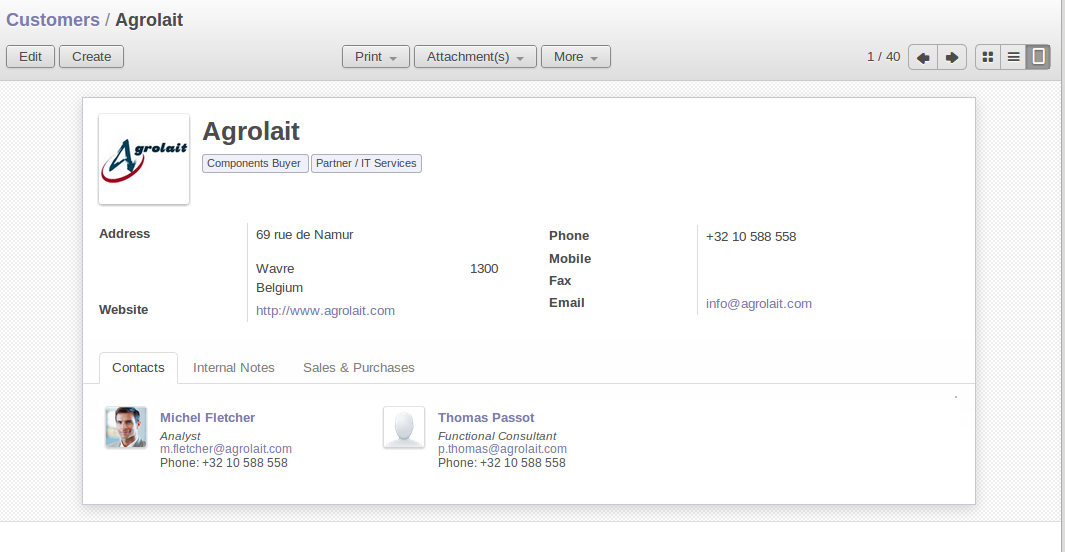 Customers / Agrolait
Edit Create Print Attachment(s) More 1 / 40
Agrolait
Agrolait
Components Buyer Partner / IT Services
Address 69 rue de Namur
Wavre 1300
Belgium
Website http://www.agrolait.com
Phone +32 10 588 558
Mobile
Fax
Email info@agrolait.com
Contacts Internal Notes Sales & Purchases
Michel Fletcher
Analyst
m.fletcher@agrolait.com
Phone: +32 10 588 558
Thomas Passot
Functional Consultant
p.thomas@agrolait.com
Phone: +32 10 588 558